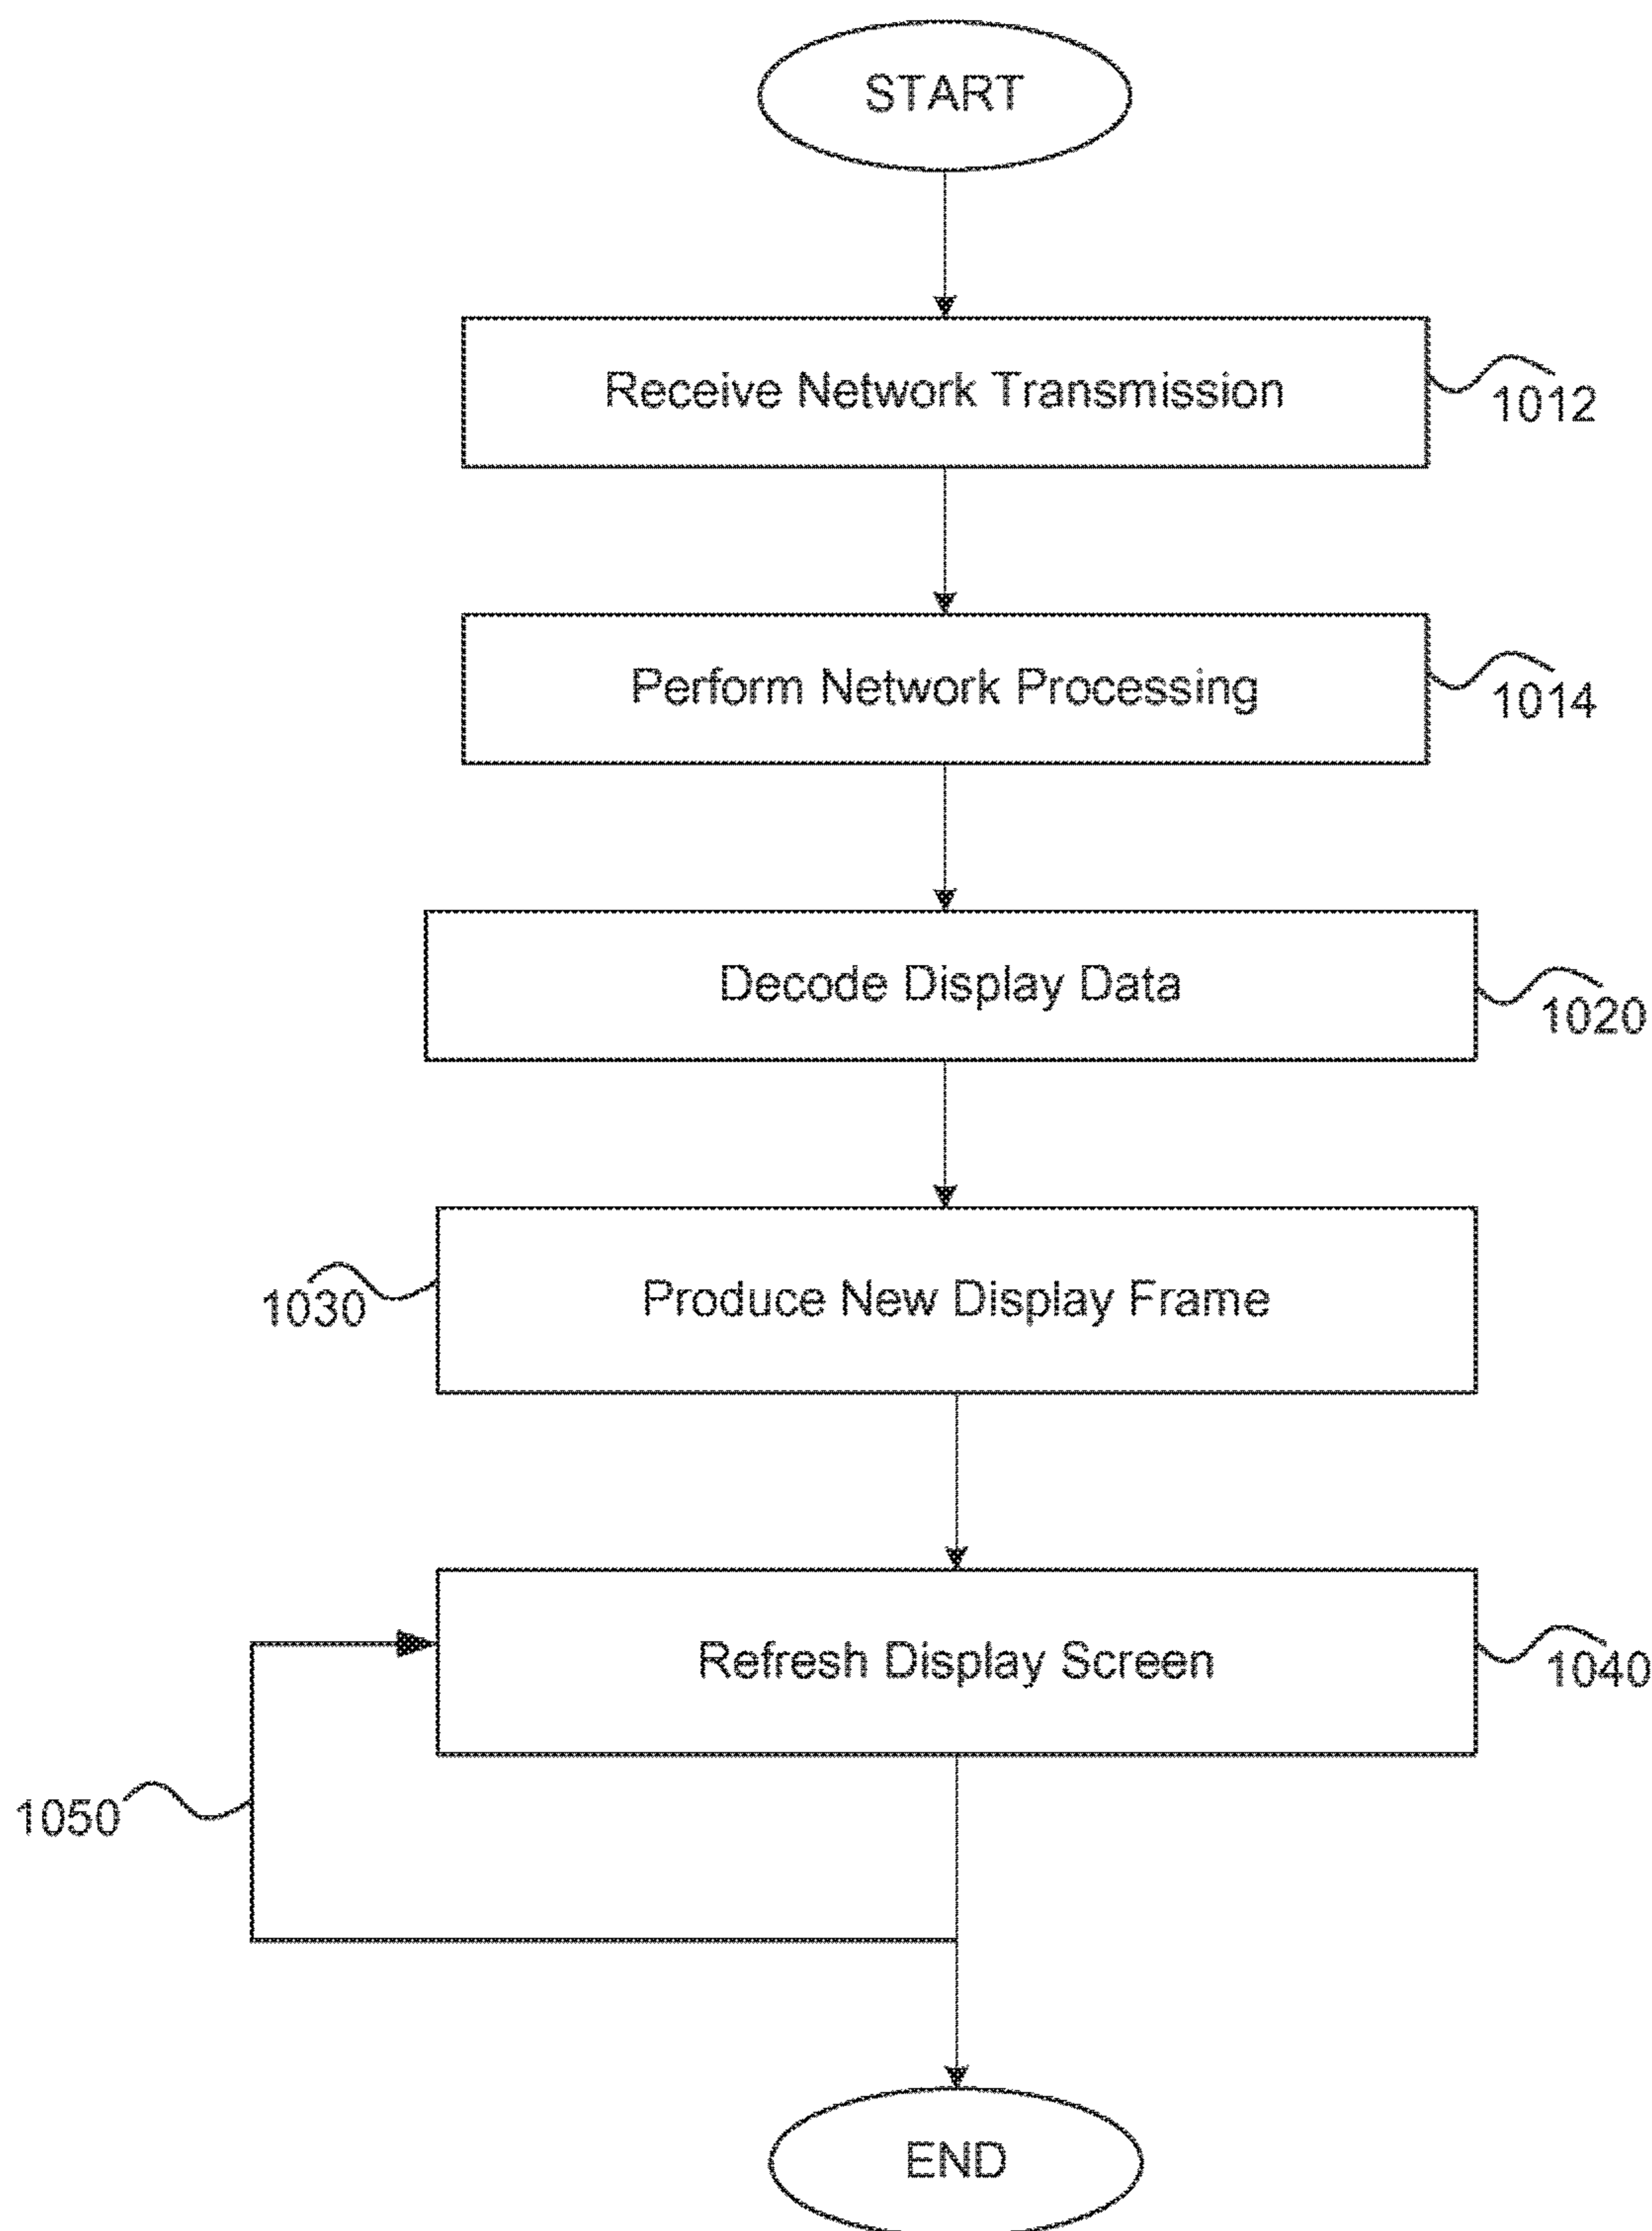 START
Receive Network Transmission
1012
Perform Network Processing
1014
Decode Display Data
1020
Produce New Display Frame
1030
Refresh Display Screen
1040
1050
END